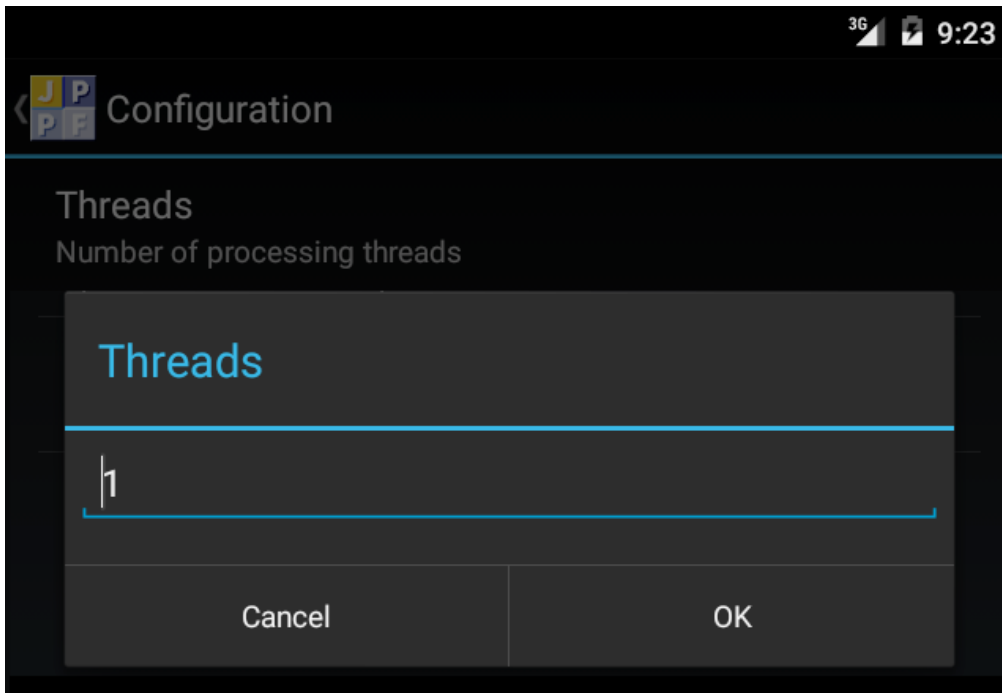 3G 9:23
J P
P F
Configuration
Threads
Number of processing threads
Threads
1
Cancel OK